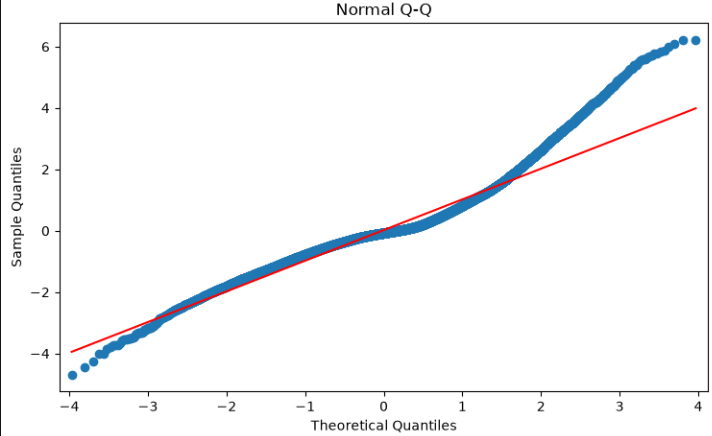 Normal Q-Q
6
4
2
0
−2
−4
Sample Quantiles
−4 −3 −2 −1 0 1 2 3 4
Theoretical Quantiles